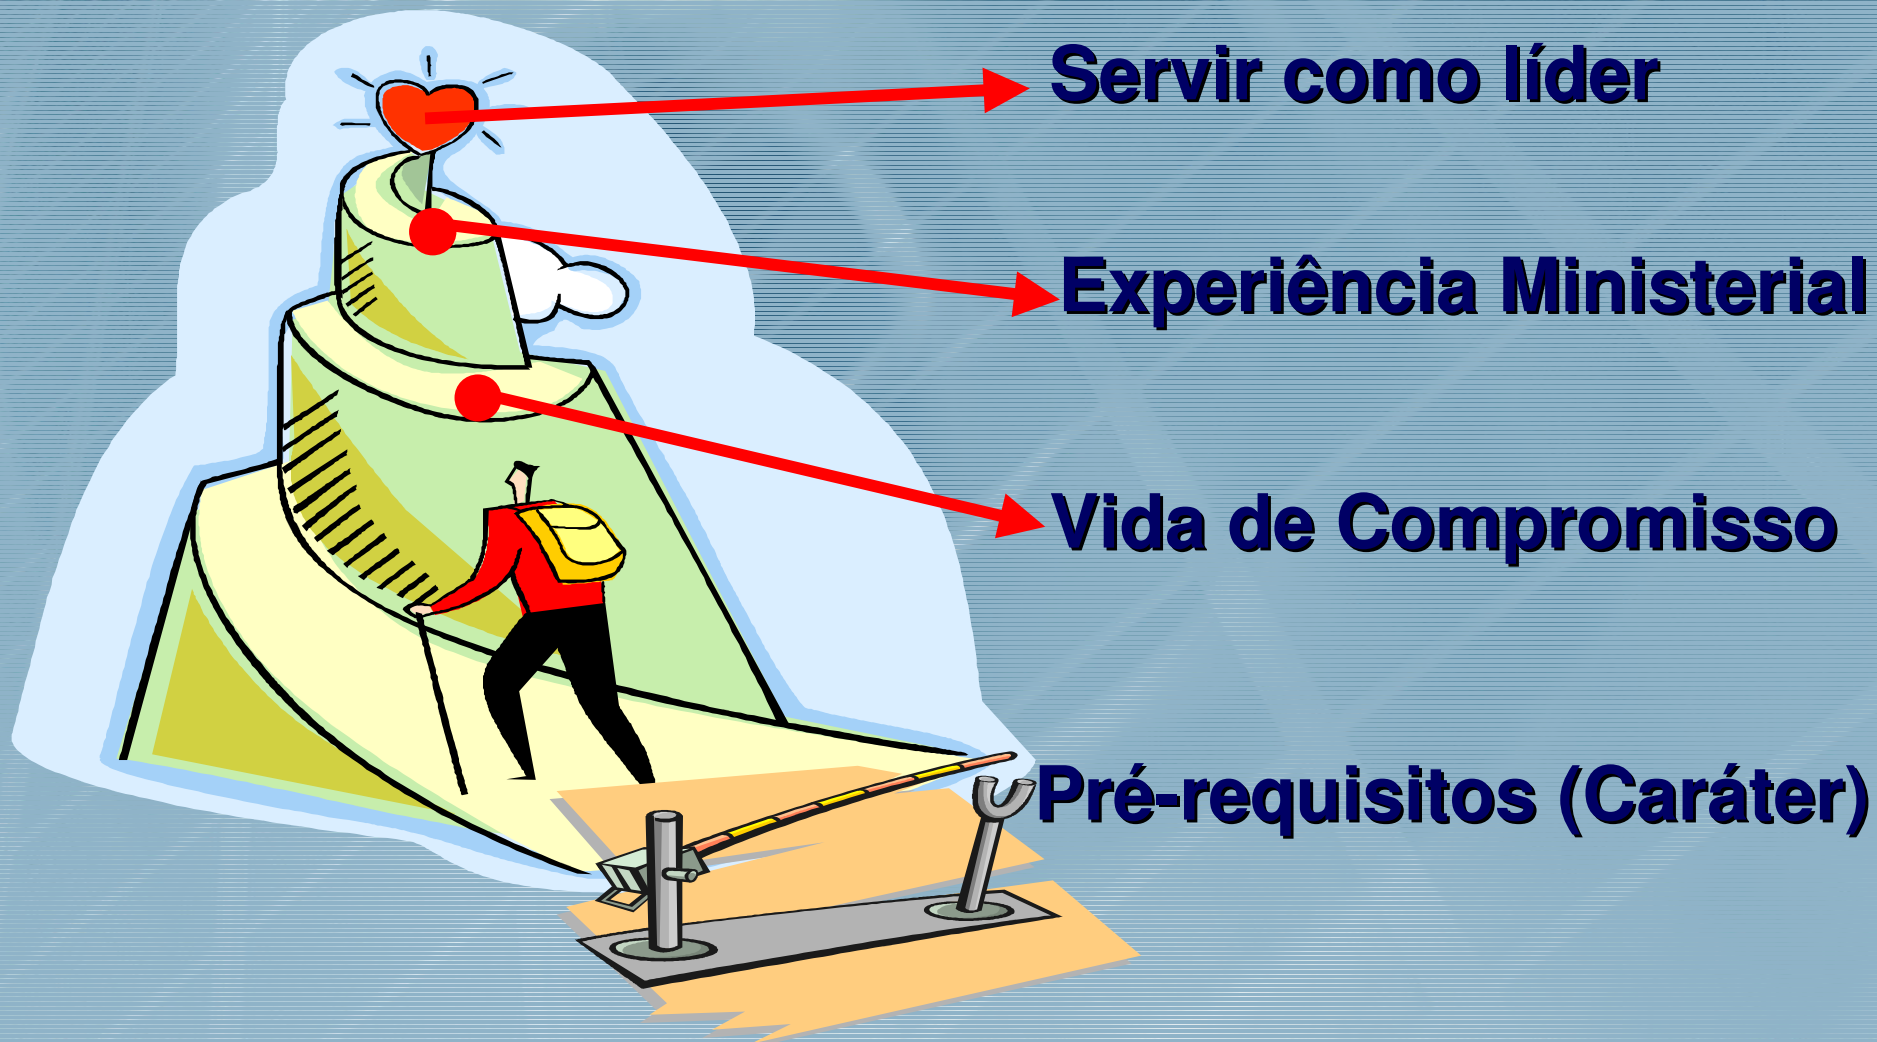 Servir como líder
Experiência Ministerial
Vida de Compromisso
Pré-requisitos (Caráter)